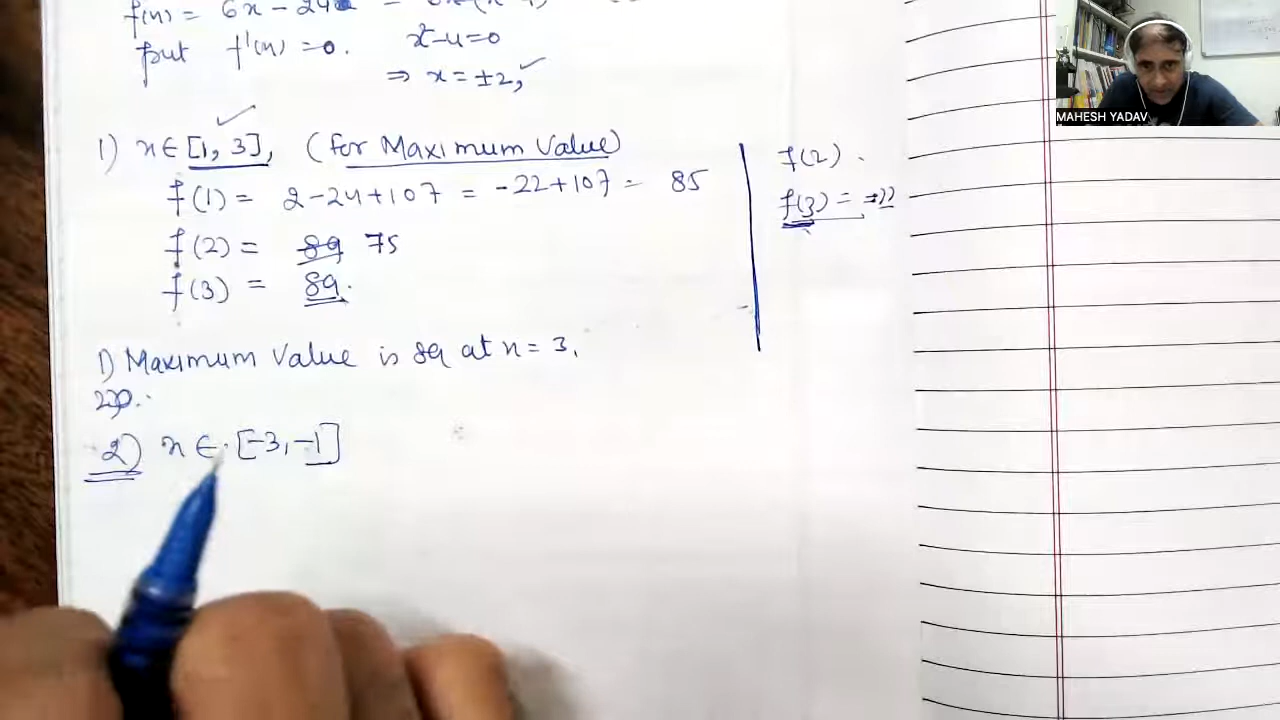 put f'(x) = 0. x²-4=0
⇒ x = ±2,
1) x ∈ [1, 3], (for Maximum Value)
f(1) = 2-24+107 = -22+107 = 85
f(2) = 89 75
f(3) = 89.
1) Maximum Value is 89 at x = 3,
2) x ∈ [-3, -1]
f(2).
f(3) =
MAHESH YADAV